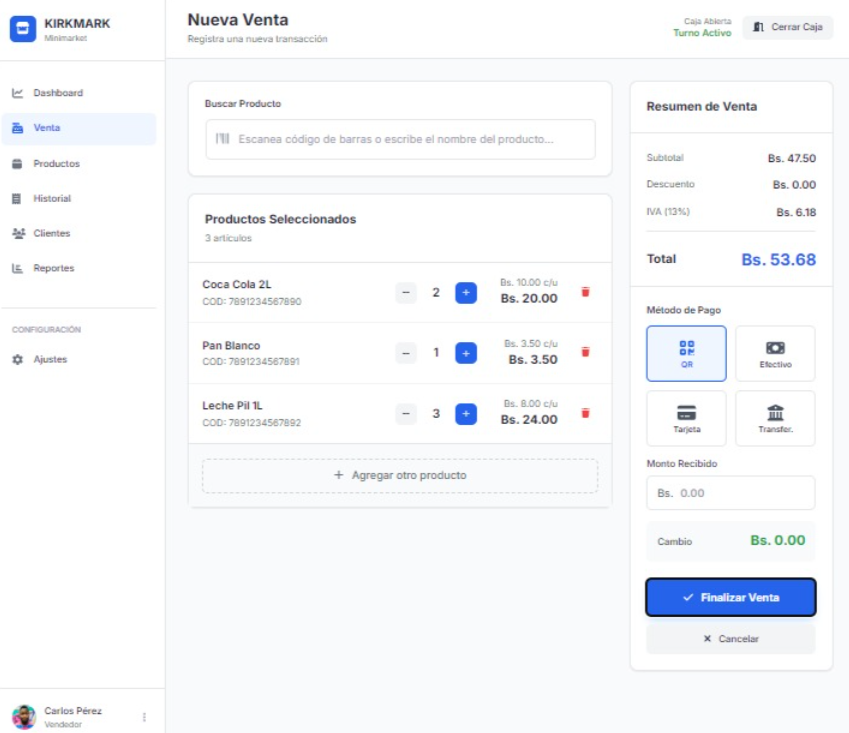 KIRKMARK
Minimarket
Dashboard
Venta
Productos
Historial
Clientes
Reportes
CONFIGURACIÓN
Ajustes
Carlos Pérez
Vendedor
Nueva Venta
Registra una nueva transacción
Caja Abierta
Turno Activo
Cerrar Caja
Buscar Producto
Escanea código de barras o escribe el nombre del producto...
Productos Seleccionados
3 artículos
Coca Cola 2L
COD: 7891234567890
− 2 +
Bs. 10.00 c/u
Bs. 20.00
Pan Blanco
COD: 7891234567891
− 1 +
Bs. 3.50 c/u
Bs. 3.50
Leche Pil 1L
COD: 7891234567892
− 3 +
Bs. 8.00 c/u
Bs. 24.00
+ Agregar otro producto
Resumen de Venta
Subtotal Bs. 47.50
Descuento Bs. 0.00
IVA (13%) Bs. 6.18
Total Bs. 53.68
Método de Pago
QR
Efectivo
Tarjeta
Transfer.
Monto Recibido
Bs. 0.00
Cambio Bs. 0.00
Finalizar Venta
Cancelar